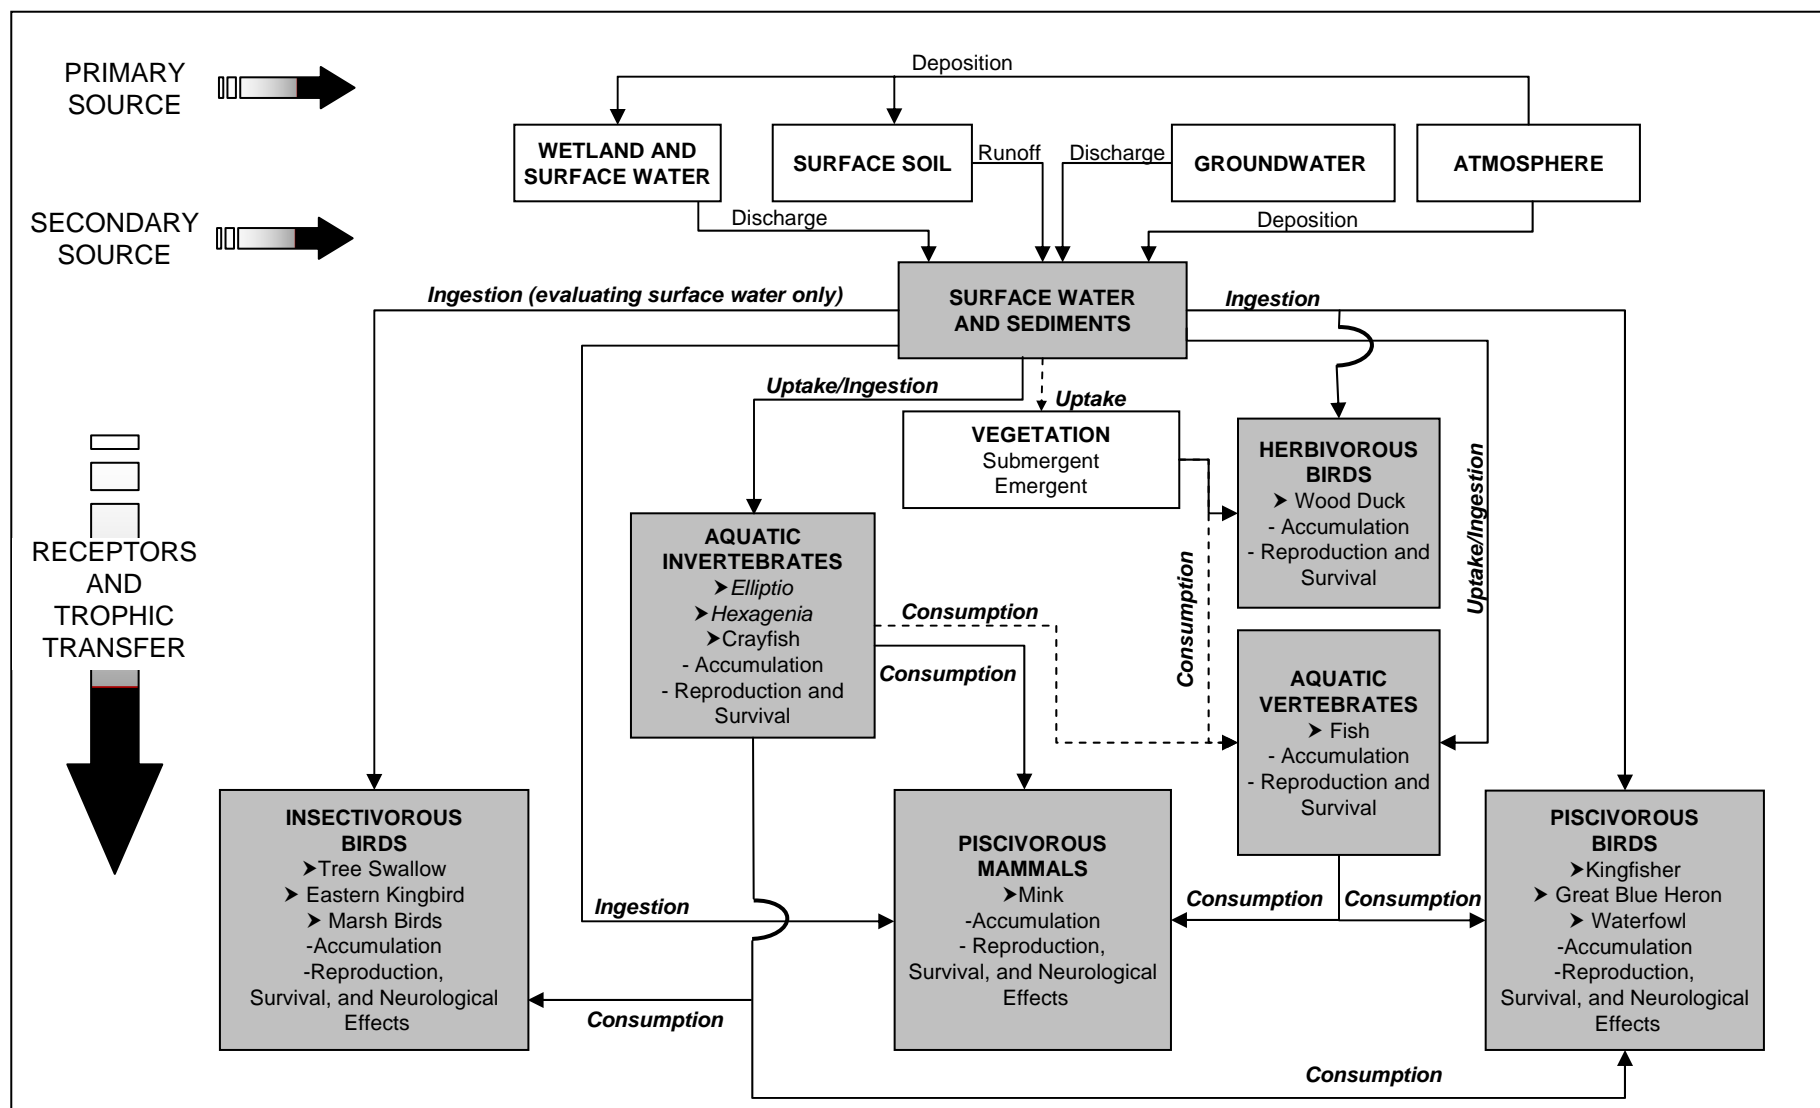 PRIMARY
SOURCE
Deposition
WETLAND AND
SURFACE WATER
SURFACE SOIL
Runoff
Discharge
GROUNDWATER
ATMOSPHERE
SECONDARY
SOURCE
Discharge
Deposition
SURFACE WATER
AND SEDIMENTS
Ingestion (evaluating surface water only)
Ingestion
Uptake/Ingestion
Uptake
VEGETATION
Submergent
Emergent
HERBIVOROUS
BIRDS
➤ Wood Duck
- Accumulation
- Reproduction and
Survival
Uptake/Ingestion
Consumption
RECEPTORS
AND
TROPHIC
TRANSFER
AQUATIC
INVERTEBRATES
➤ Elliptio
➤ Hexagenia
➤ Crayfish
- Accumulation
- Reproduction and
Survival
Consumption
Consumption
AQUATIC
VERTEBRATES
➤ Fish
- Accumulation
- Reproduction and
Survival
INSECTIVOROUS
BIRDS
➤Tree Swallow
➤ Eastern Kingbird
➤ Marsh Birds
-Accumulation
-Reproduction,
Survival, and Neurological
Effects
Ingestion
PISCIVOROUS
MAMMALS
➤Mink
-Accumulation
- Reproduction,
Survival, and Neurological
Effects
Consumption
Consumption
PISCIVOROUS
BIRDS
➤Kingfisher
➤ Great Blue Heron
➤ Waterfowl
-Accumulation
-Reproduction,
Survival, and Neurological
Effects
Consumption
Consumption